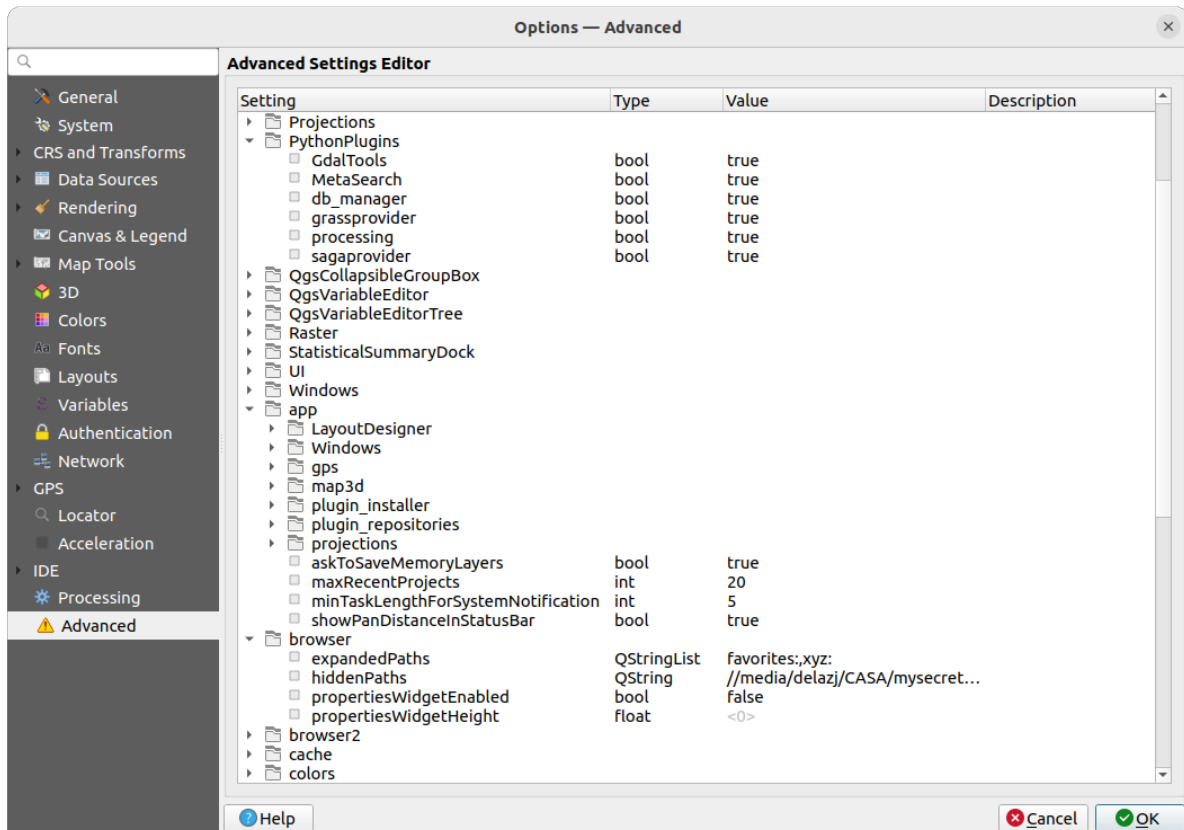 Options — Advanced
Advanced Settings Editor
General
System
CRS and Transforms
Data Sources
Rendering
Canvas & Legend
Map Tools
3D
Colors
Aa Fonts
Layouts
Variables
Authentication
Network
GPS
Locator
Acceleration
IDE
Processing
Advanced
Setting Type Value Description
Projections
PythonPlugins
GdalTools bool true
MetaSearch bool true
db_manager bool true
grassprovider bool true
processing bool true
sagaprovider bool true
QgsCollapsibleGroupBox
QgsVariableEditor
QgsVariableEditorTree
Raster
StatisticalSummaryDock
UI
Windows
app
LayoutDesigner
Windows
gps
map3d
plugin_installer
plugin_repositories
projections
askToSaveMemoryLayers bool true
maxRecentProjects int 20
minTaskLengthForSystemNotification int 5
showPanDistanceInStatusBar bool true
browser
expandedPaths QStringList favorites:,xyz:
hiddenPaths QString //media/delazj/CASA/mysecret...
propertiesWidgetEnabled bool false
propertiesWidgetHeight float <0>
browser2
cache
colors
Help Cancel OK